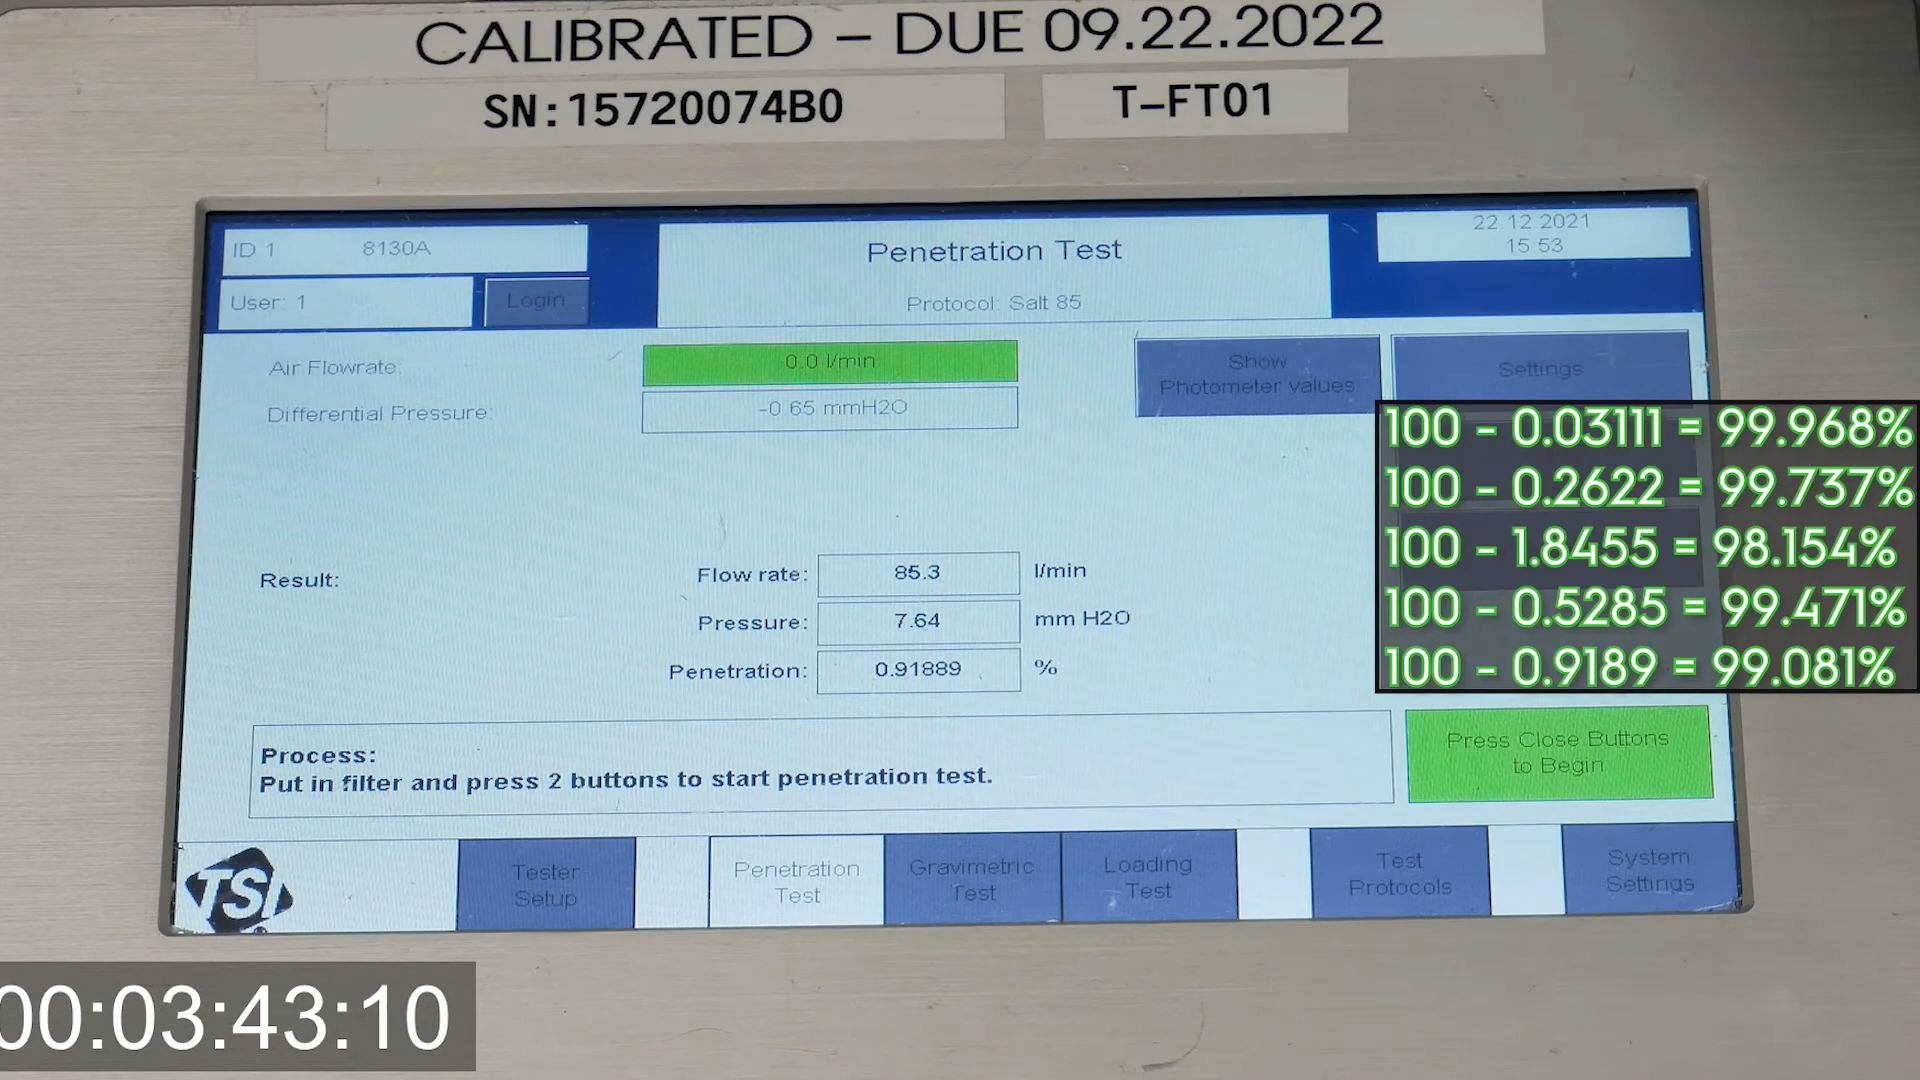 CALIBRATED – DUE 09.22.2022
SN:15720074B0
T-FT01
ID 1 8130A
User: 1
Login
Penetration Test
Protocol: Salt 85
22.12.2021
15:53
Air Flowrate:
0.0 l/min
Differential Pressure:
-0.65 mmH2O
Show
Photometer values
Settings
100 - 0.03111 = 99.968%
100 - 0.2622 = 99.737%
100 - 1.8455 = 98.154%
100 - 0.5285 = 99.471%
100 - 0.9189 = 99.081%
Result:
Flow rate: 85.3 l/min
Pressure: 7.64 mm H2O
Penetration: 0.91889 %
Process:
Put in filter and press 2 buttons to start penetration test.
Press Close Buttons
to Begin
TSI
Tester
Setup
Penetration
Test
Gravimetric
Test
Loading
Test
Test
Protocols
System
Settings
00:03:43:10